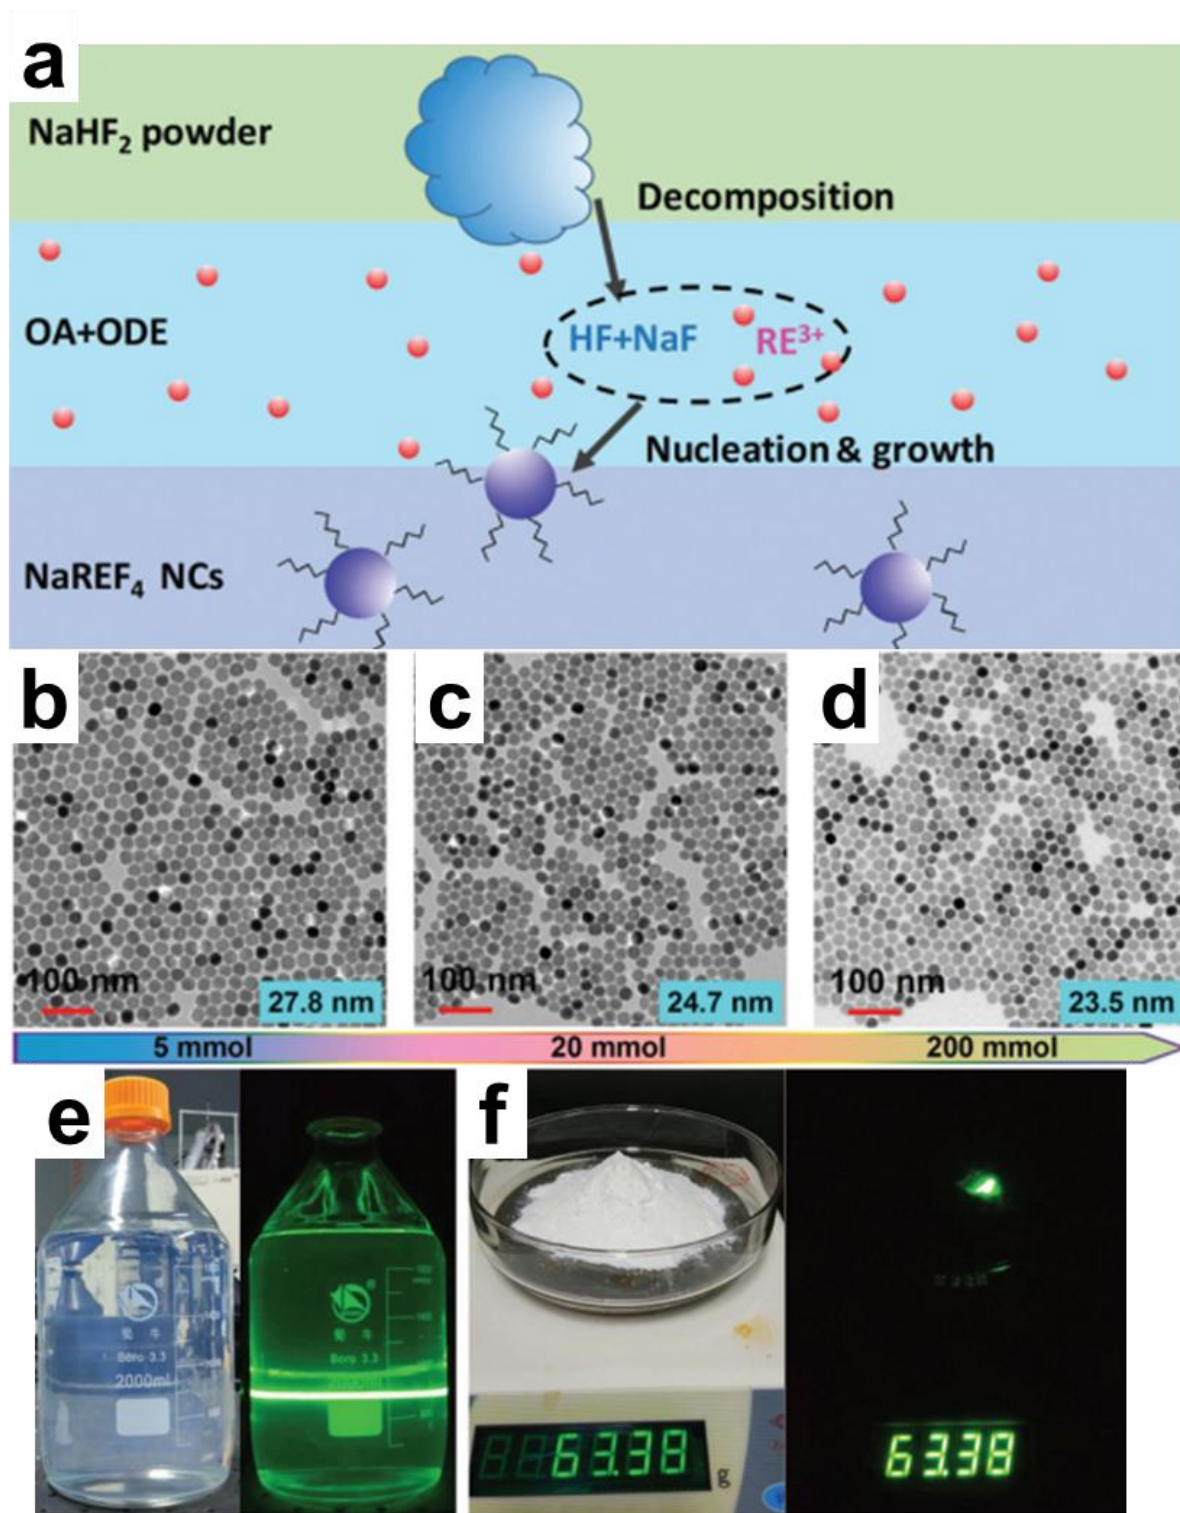 a
NaHF₂ powder
Decomposition
OA+ODE
HF+NaF
RE³⁺
Nucleation & growth
NaREF₄ NCs
b
100 nm
27.8 nm
c
100 nm
24.7 nm
d
100 nm
23.5 nm
5 mmol
20 mmol
200 mmol
e
Boro 3.3
2000ml
Boro 3.3
2000ml
f
63.38
g
63.38